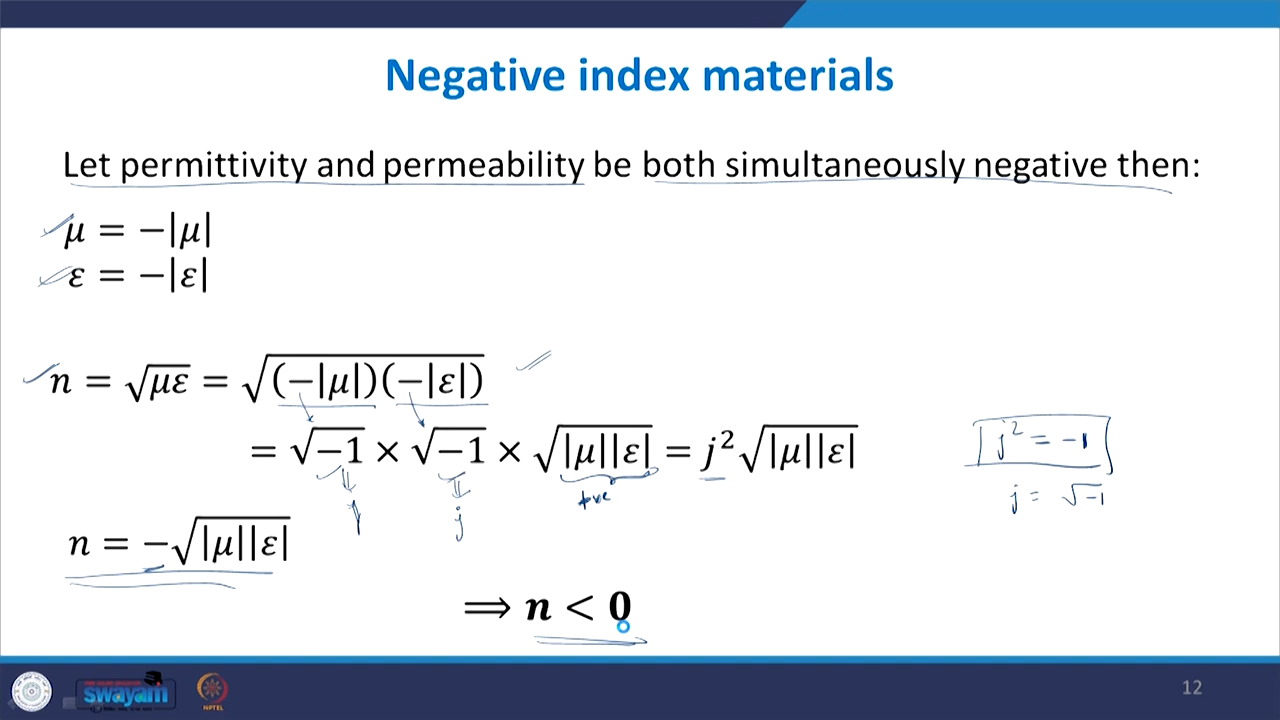 Negative index materials
Let permittivity and permeability be both simultaneously negative then:
μ = −|μ|
ε = −|ε|
n = √με = √(−|μ|)(−|ε|)
= √−1 × √−1 × √|μ||ε| = j²√|μ||ε|
j² = −1
j = √−1
+ve
j
j
n = −√|μ||ε|
⟹ n < 0
swayam
NPTEL
12